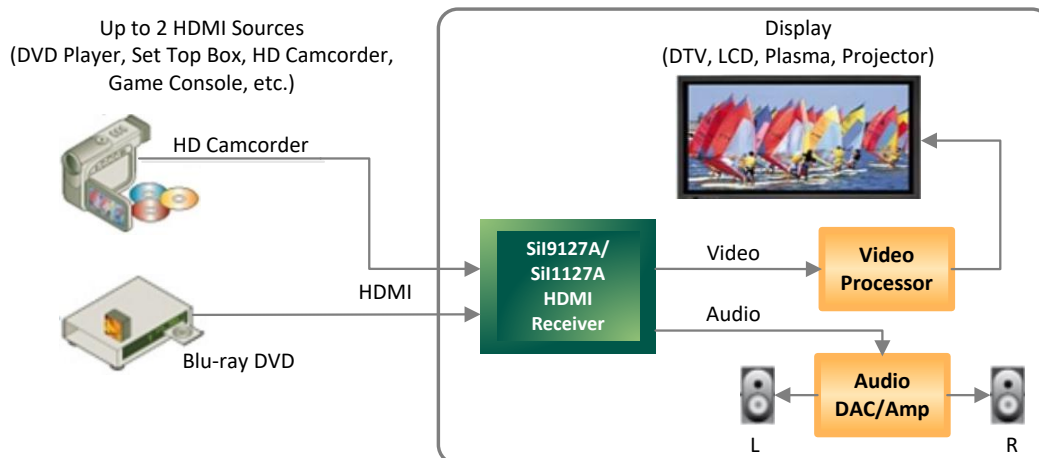 Up to 2 HDMI Sources
(DVD Player, Set Top Box, HD Camcorder,
Game Console, etc.)
HD Camcorder
HDMI
Blu-ray DVD
Display
(DTV, LCD, Plasma, Projector)
SiI9127A/
SiI1127A
HDMI
Receiver
Video
Video
Processor
Audio
Audio
DAC/Amp
L
R